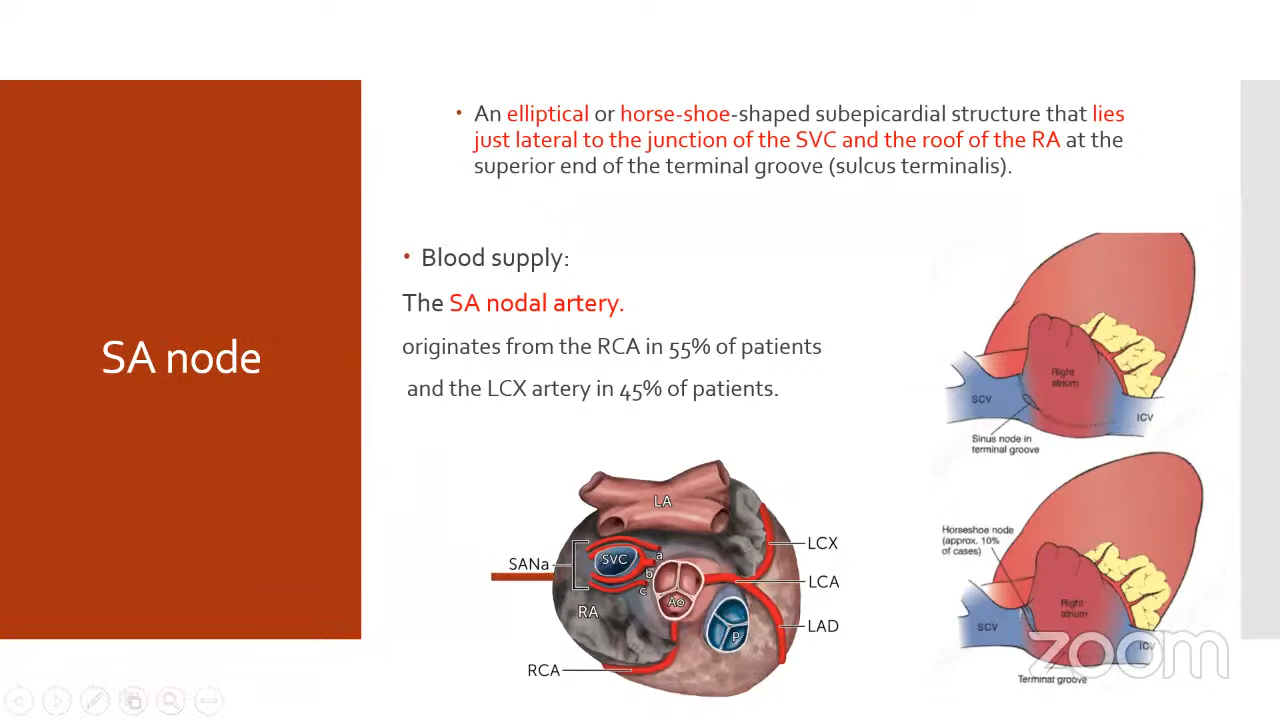 • An elliptical or horse-shoe-shaped subepicardial structure that lies
just lateral to the junction of the SVC and the roof of the RA at the
superior end of the terminal groove (sulcus terminalis).
SA node
• Blood supply:
The SA nodal artery.
originates from the RCA in 55% of patients
and the LCX artery in 45% of patients.
Right
atrium
SCV
ICV
Sinus node in
terminal groove
LA
SVC
SANa
a
b
c
Ao
RA
P
RCA
LCX
LCA
LAD
Horseshoe node
(approx. 10%
of cases)
Right
atrium
SCV
ICV
Terminal groove
zoom